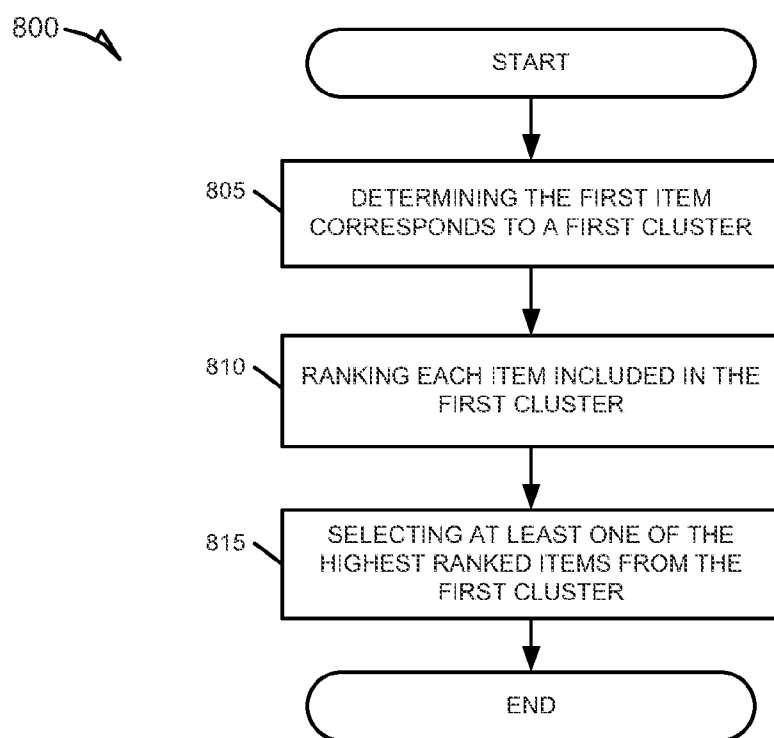 800
START
805
DETERMINING THE FIRST ITEM
CORRESPONDS TO A FIRST CLUSTER
810
RANKING EACH ITEM INCLUDED IN THE
FIRST CLUSTER
815
SELECTING AT LEAST ONE OF THE
HIGHEST RANKED ITEMS FROM THE
FIRST CLUSTER
END